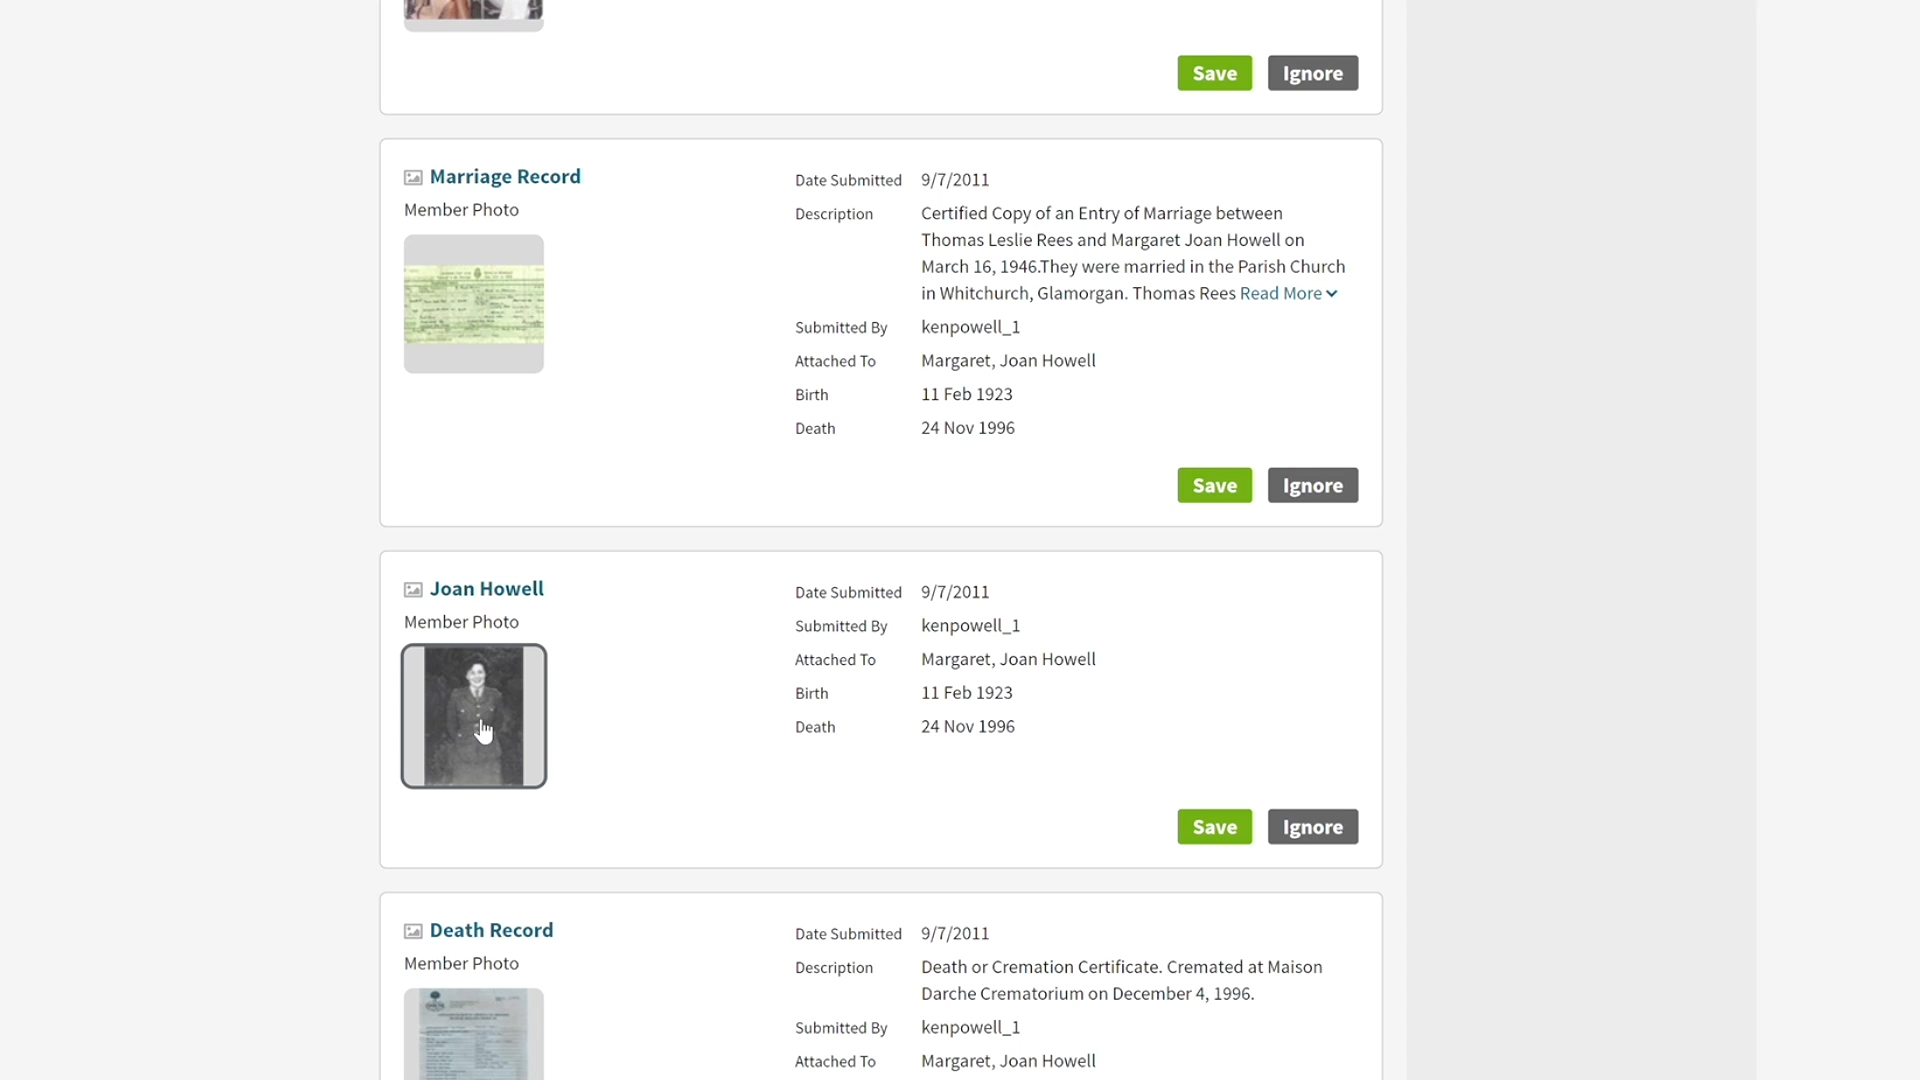 Save Ignore
Marriage Record
Member Photo
Date Submitted 9/7/2011
Description Certified Copy of an Entry of Marriage between
Thomas Leslie Rees and Margaret Joan Howell on
March 16, 1946.They were married in the Parish Church
in Whitchurch, Glamorgan. Thomas Rees Read More
Submitted By kenpowell_1
Attached To Margaret, Joan Howell
Birth 11 Feb 1923
Death 24 Nov 1996
Save Ignore
Joan Howell
Member Photo
Date Submitted 9/7/2011
Submitted By kenpowell_1
Attached To Margaret, Joan Howell
Birth 11 Feb 1923
Death 24 Nov 1996
Save Ignore
Death Record
Member Photo
Date Submitted 9/7/2011
Description Death or Cremation Certificate. Cremated at Maison
Darche Crematorium on December 4, 1996.
Submitted By kenpowell_1
Attached To Margaret, Joan Howell